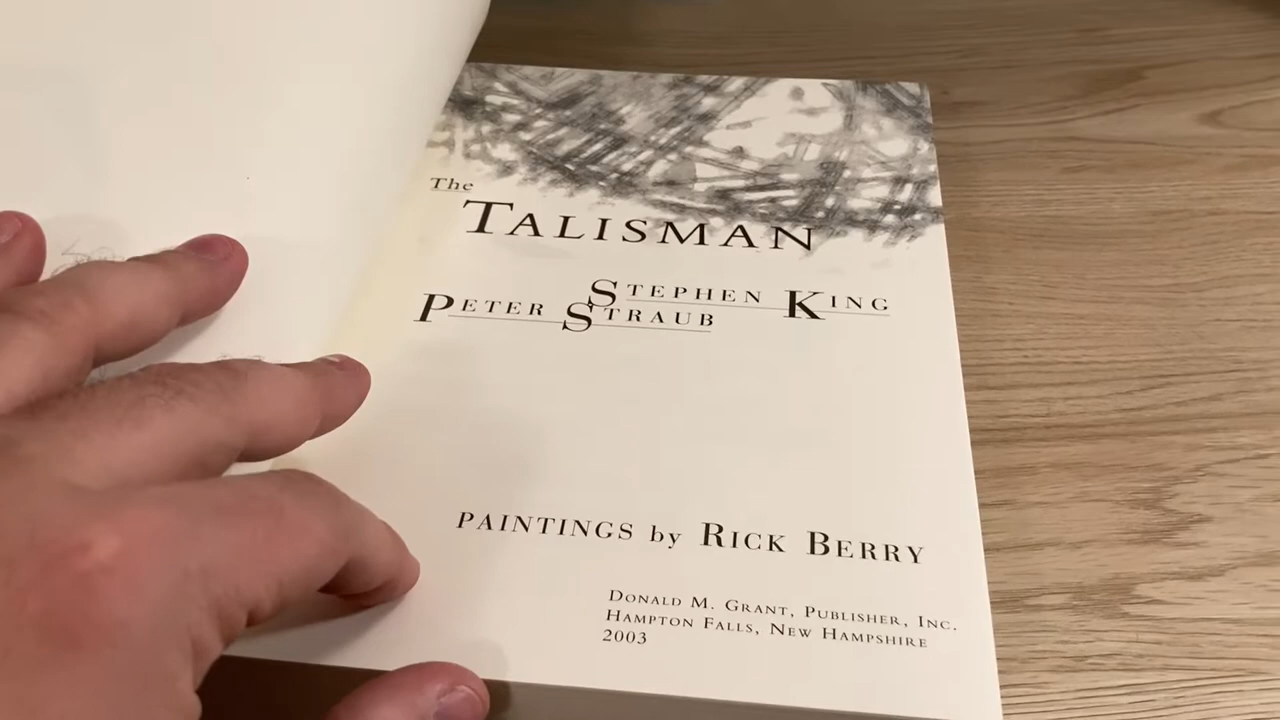 The
TALISMAN
STEPHEN KING
PETER STRAUB
PAINTINGS by RICK BERRY
DONALD M. GRANT, PUBLISHER, INC.
HAMPTON FALLS, NEW HAMPSHIRE
2003